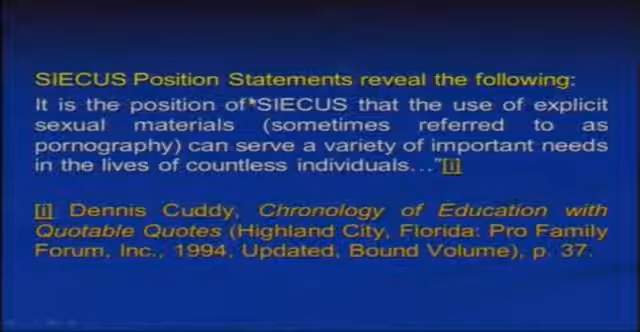 SIECUS Position Statements reveal the following:
It is the position of "SIECUS that the use of explicit
sexual materials (sometimes referred to as
pornography) can serve a variety of important needs
in the lives of countless individuals…"[i]
[i] Dennis Cuddy, Chronology of Education with
Quotable Quotes (Highland City, Florida: Pro Family
Forum, Inc., 1994, Updated, Bound Volume), p. 37.